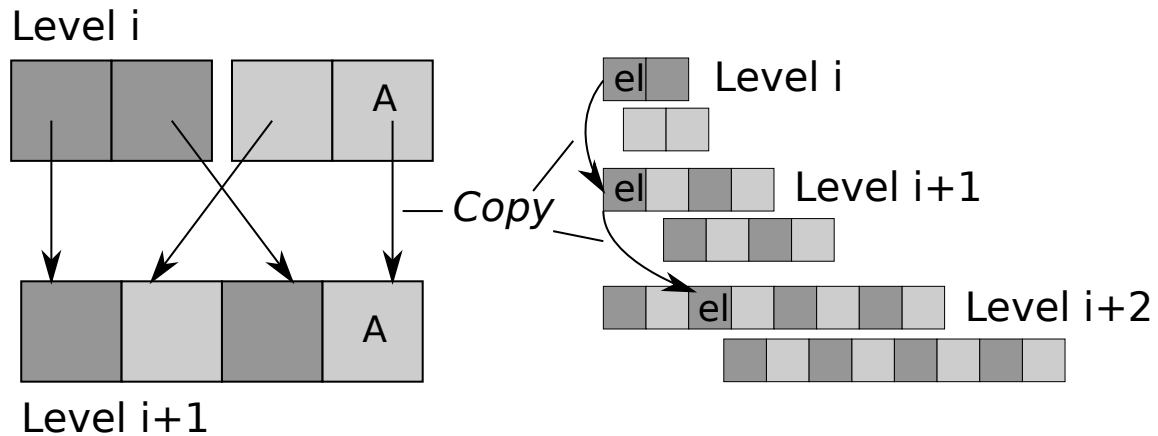 Level i
A
A
Level i+1
Copy
el Level i
el Level i+1
el Level i+2